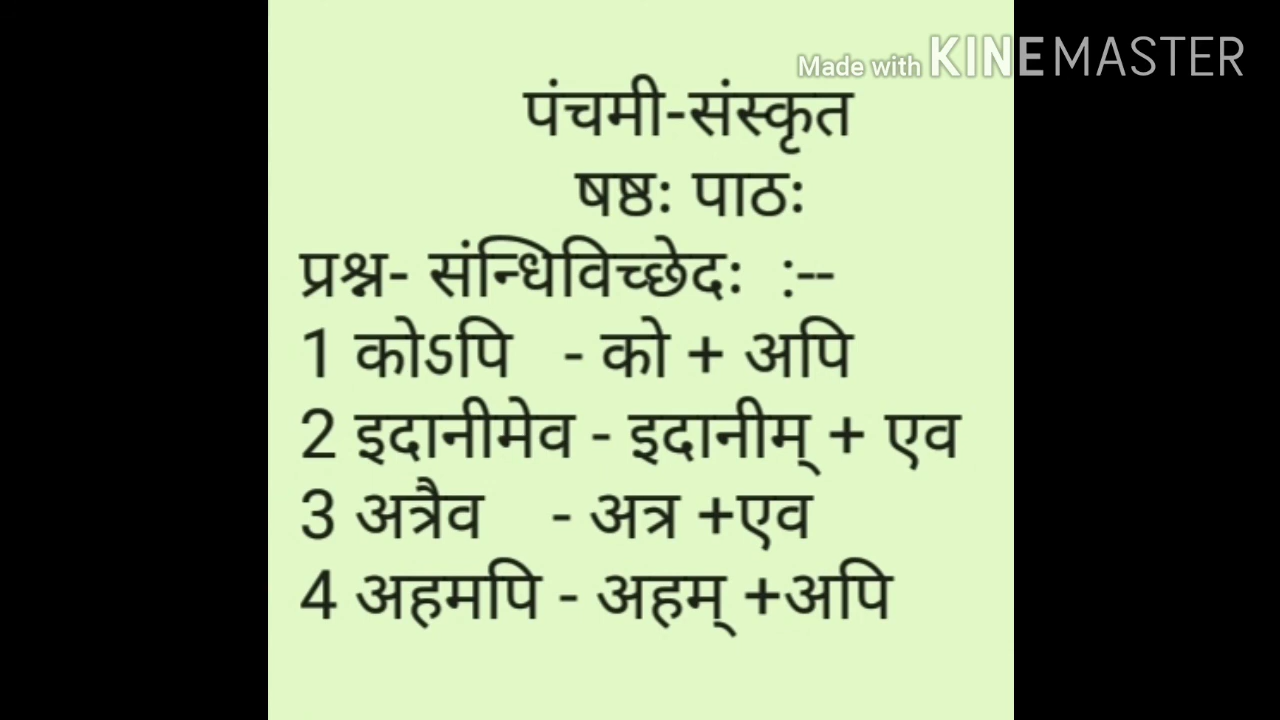 Made with KINEMASTER
पंचमी-संस्कृत
षष्ठः पाठः
प्रश्न- संन्धिविच्छेदः :--
1 कोऽपि - को + अपि
2 इदानीमेव - इदानीम् + एव
3 अत्रैव - अत्र +एव
4 अहमपि - अहम् +अपि